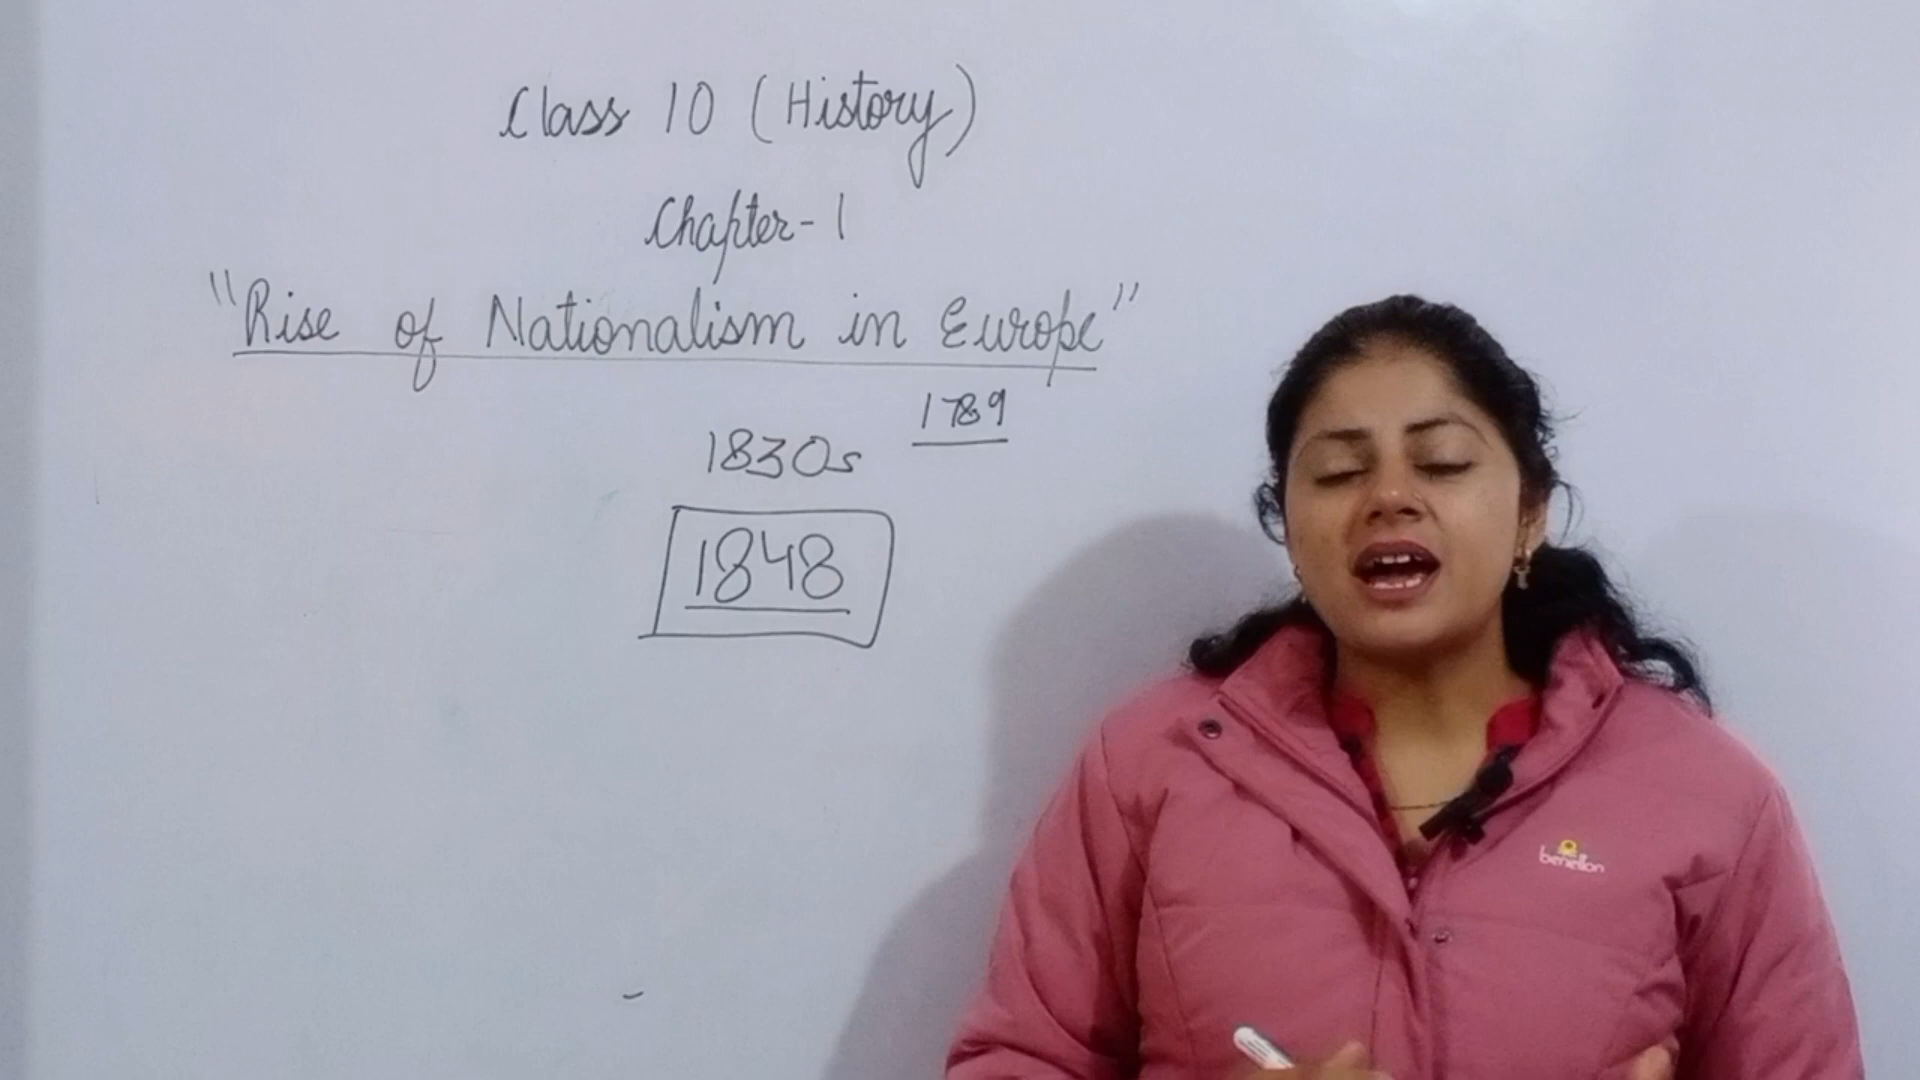 Class 10 (History)
Chapter-1
"Rise of Nationalism in Europe"
1789
1830s
1848
benetton